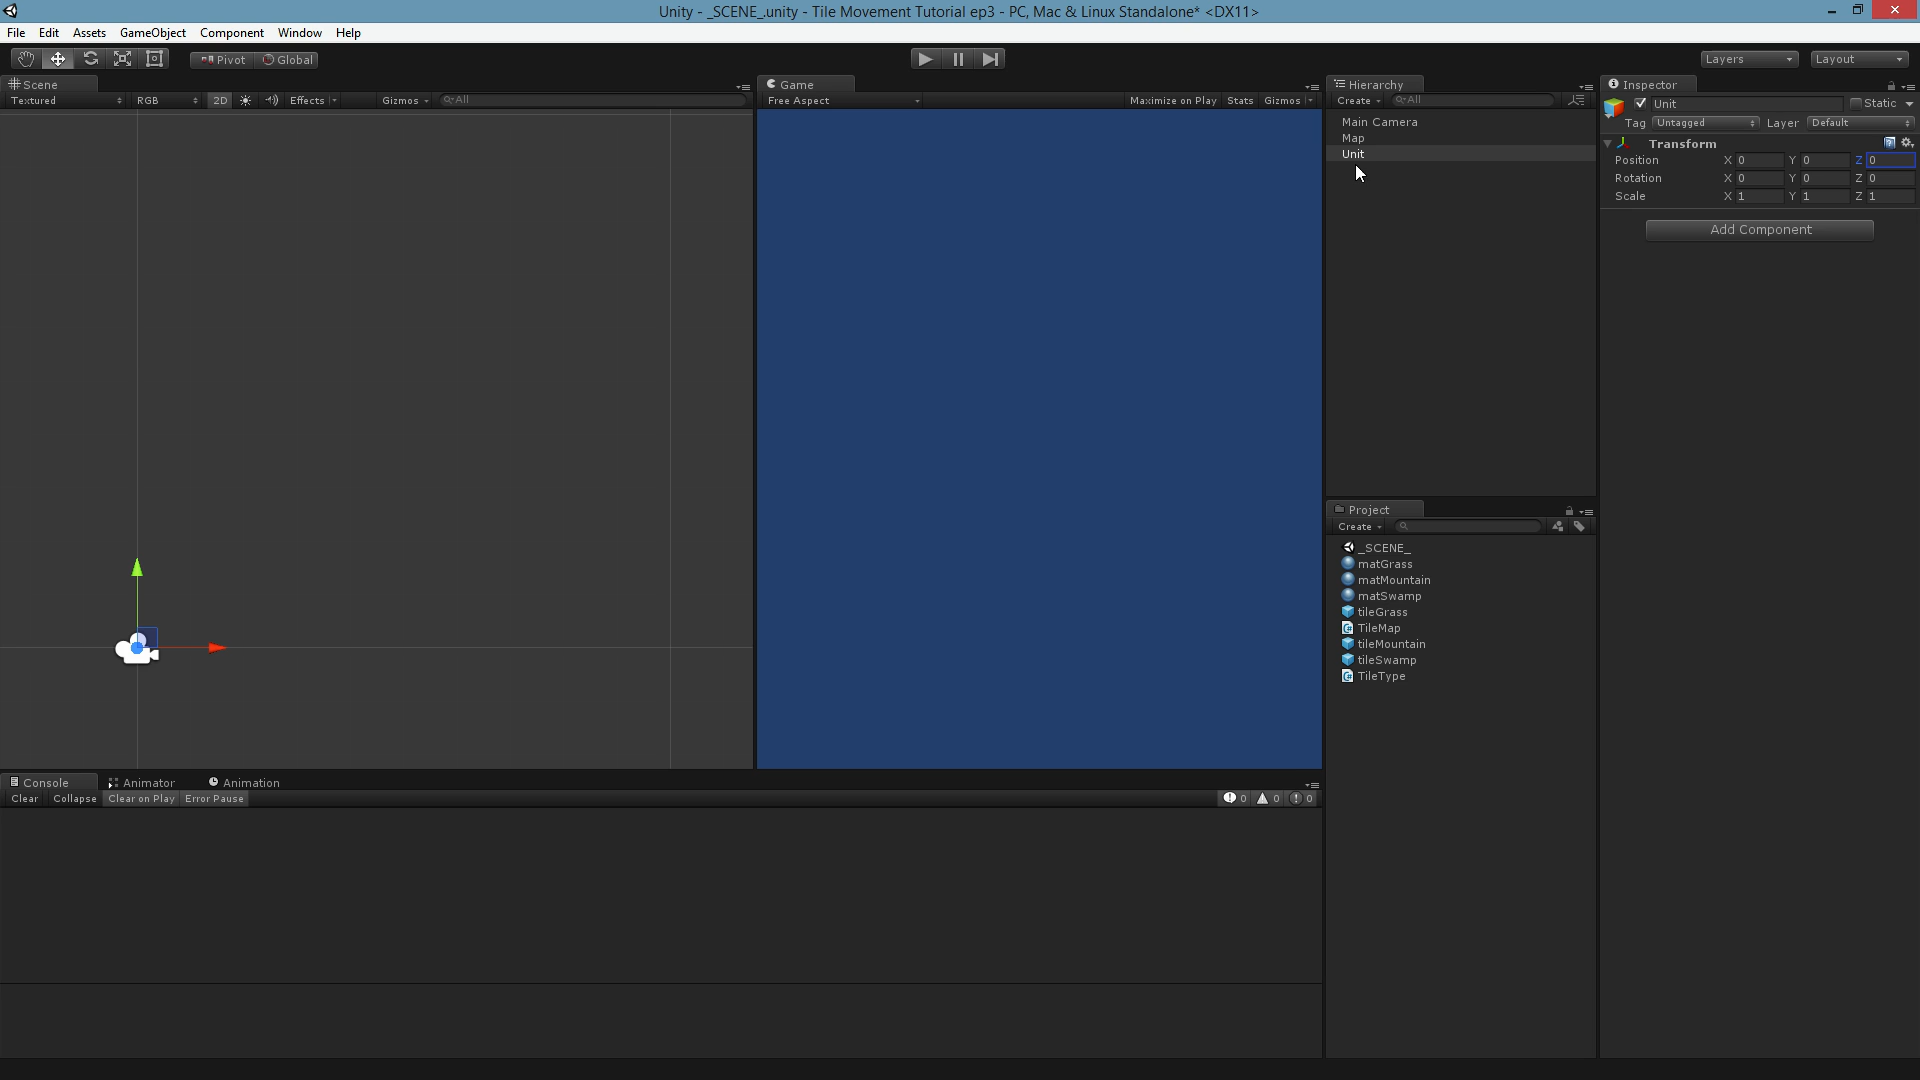 Unity - _SCENE_.unity - Tile Movement Tutorial ep3 - PC, Mac & Linux Standalone* <DX11>
File Edit Assets GameObject Component Window Help
Pivot Global Layers Layout
Scene
Textured RGB 2D Effects Gizmos All
Game
Free Aspect Maximize on Play Stats Gizmos
Hierarchy
Create All
Main Camera
Map
Unit
Inspector
Unit Static
Tag Untagged Layer Default
Transform
Position X 0 Y 0 Z 0
Rotation X 0 Y 0 Z 0
Scale X 1 Y 1 Z 1
Add Component
Project
Create
_SCENE_
matGrass
matMountain
matSwamp
tileGrass
TileMap
tileMountain
tileSwamp
TileType
Console Animator Animation
Clear Collapse Clear on Play Error Pause 0 0 0